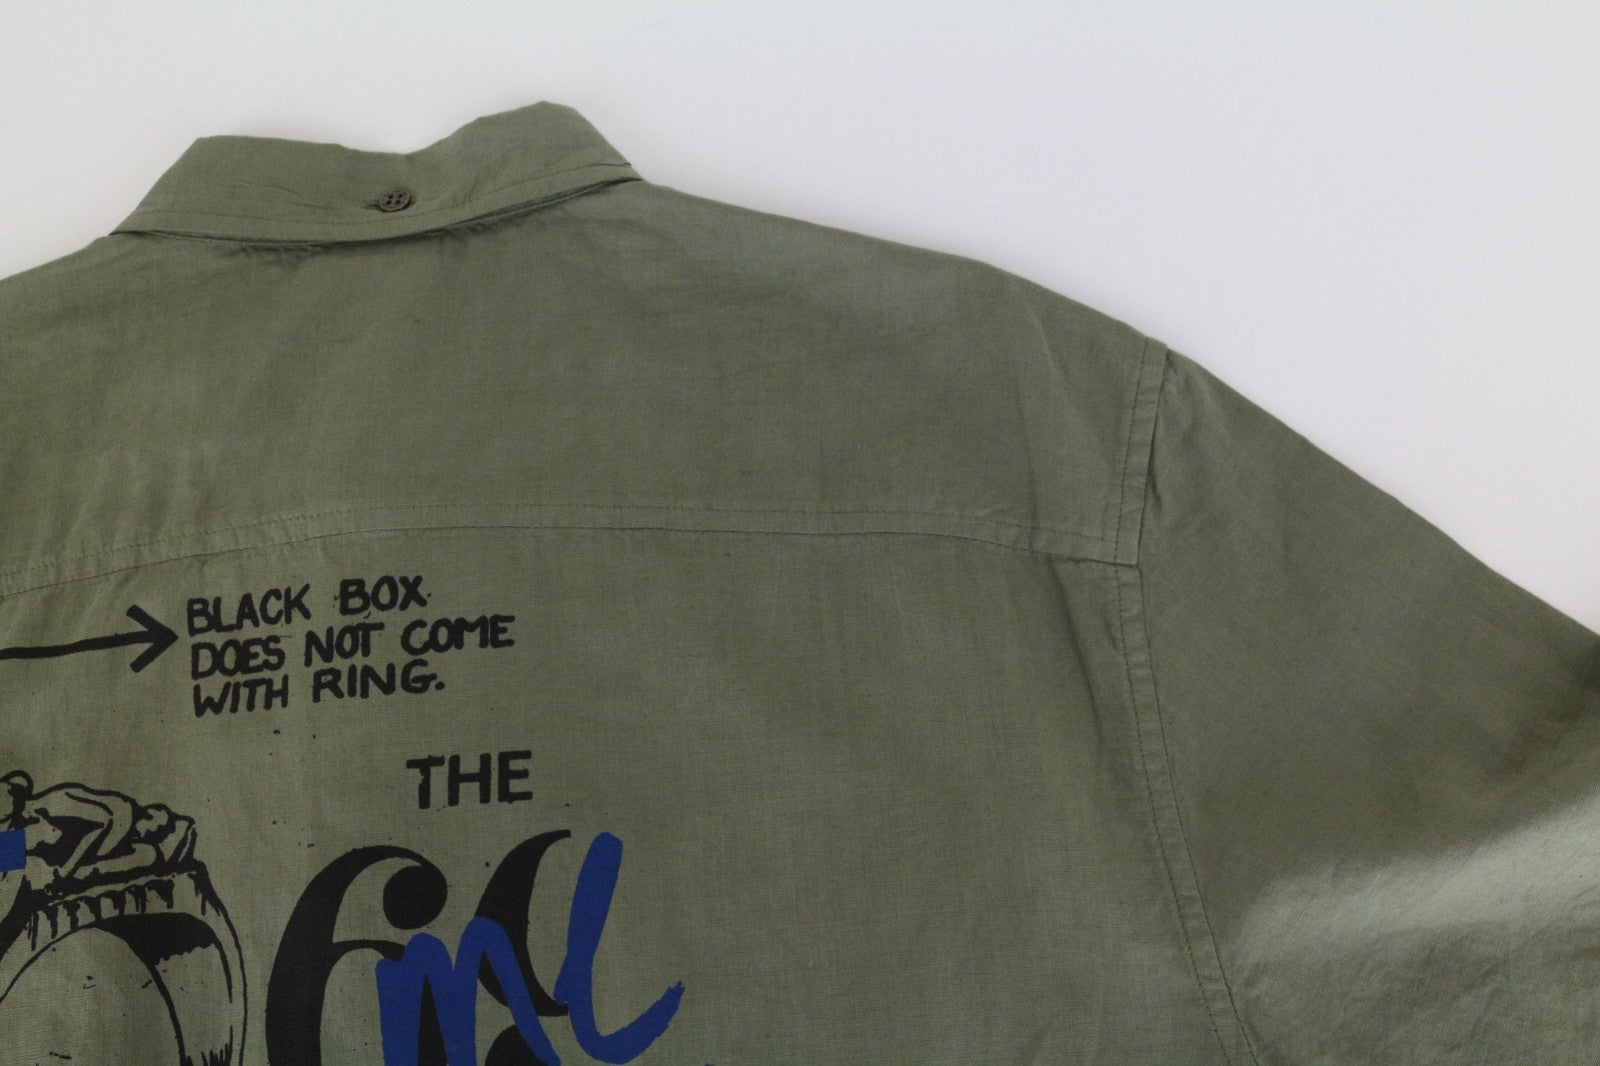 BLACK BOX
DOES NOT COME
WITH RING.
THE